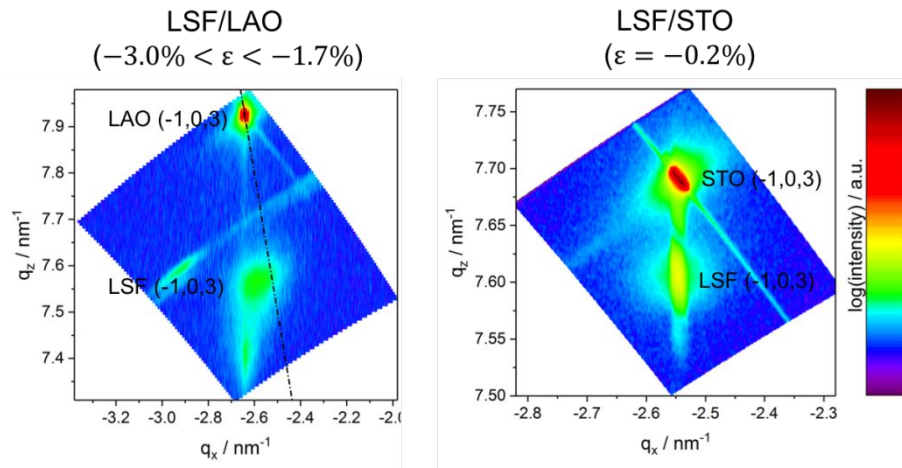 LSF/LAO
(−3.0% < ε < −1.7%)
7.9
7.8
7.7
7.6
7.5
7.4
q_z / nm⁻¹
LAO (-1,0,3)
LSF (-1,0,3)
-3.2
-3.0
-2.8
-2.6
-2.4
-2.2
-2.0
q_x / nm⁻¹
LSF/STO
(ε = −0.2%)
7.75
7.70
7.65
7.60
7.55
7.50
q_z / nm⁻¹
STO (-1,0,3)
LSF (-1,0,3)
-2.8
-2.7
-2.6
-2.5
-2.4
-2.3
q_x / nm⁻¹
log(intensity) / a.u.